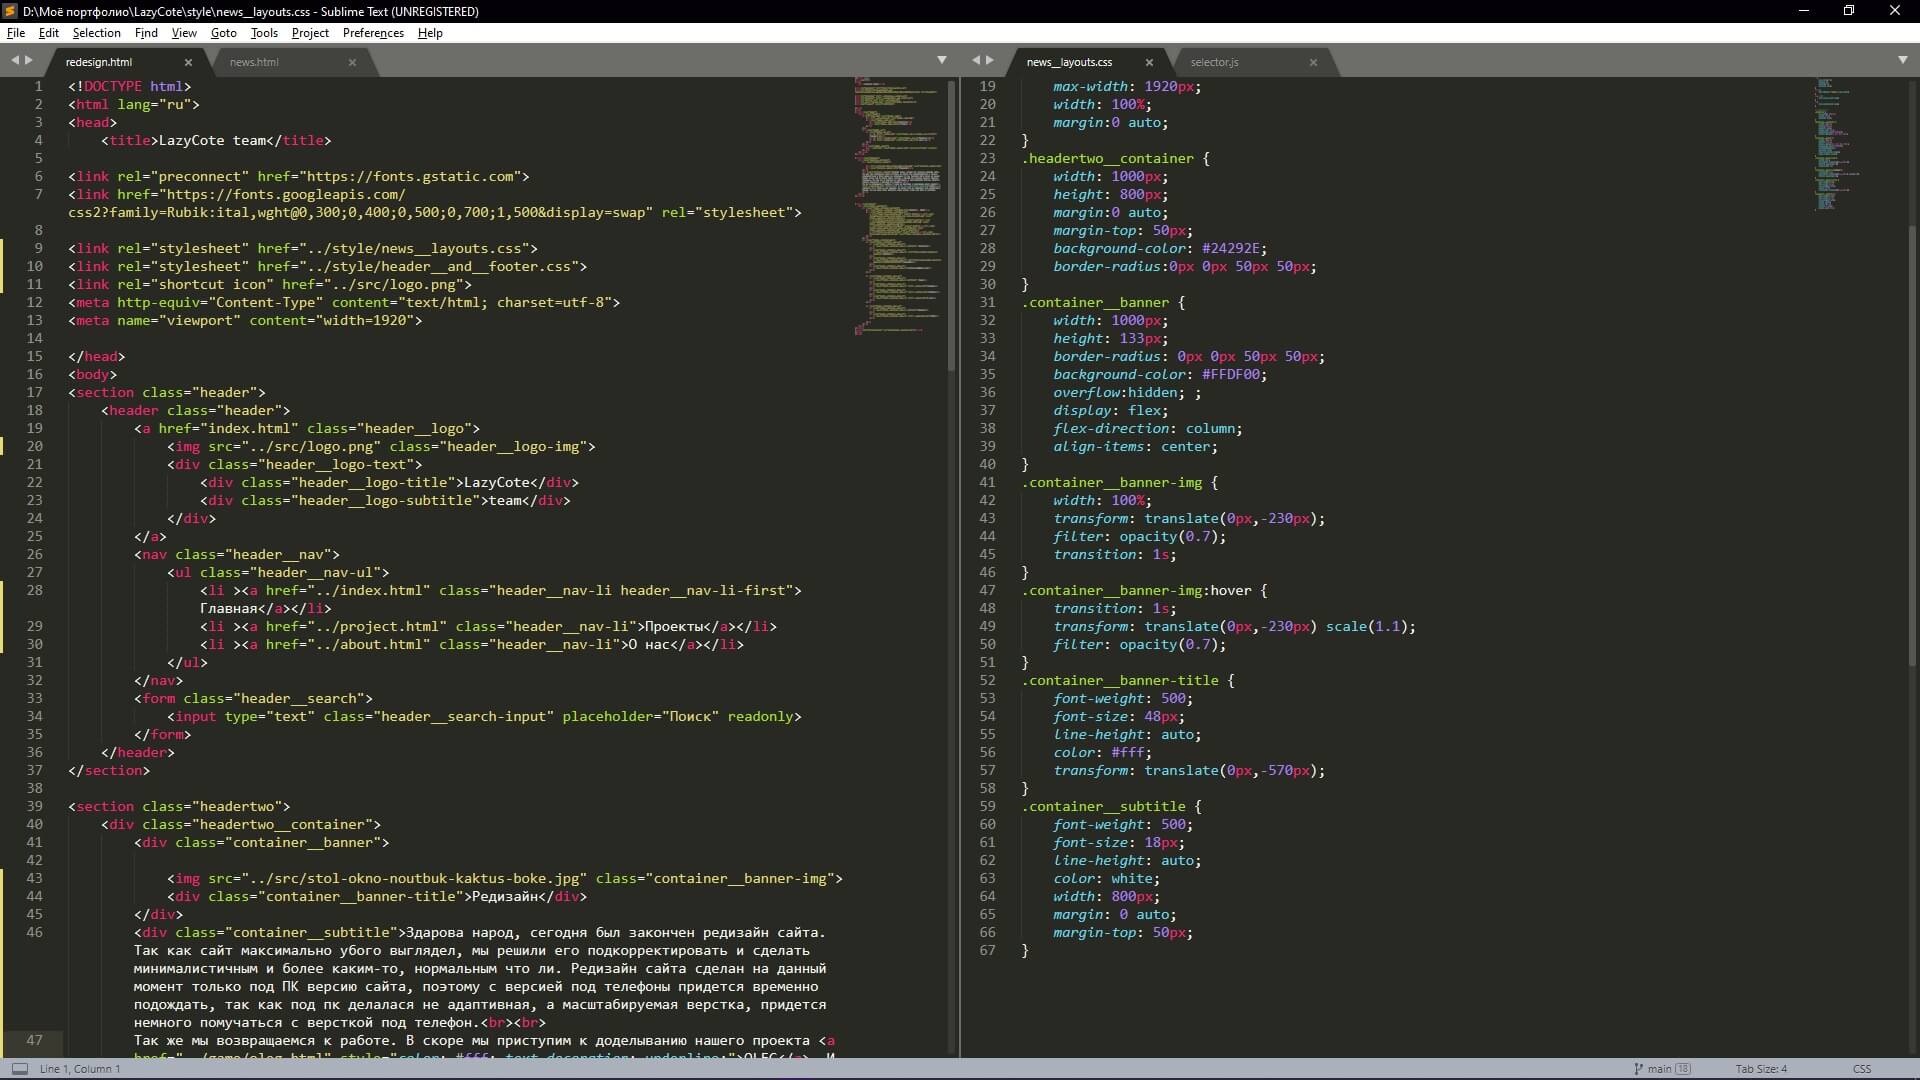 D:\Моё портфолио\LazyCote\style\news__layouts.css - Sublime Text (UNREGISTERED)
File Edit Selection Find View Goto Tools Project Preferences Help
redesign.html news.html
1 <!DOCTYPE html>
2 <html lang="ru">
3 <head>
4 <title>LazyCote team</title>
5
6 <link rel="preconnect" href="https://fonts.gstatic.com">
7 <link href="https://fonts.googleapis.com/
css2?family=Rubik:ital,wght@0,300;0,400;0,500;0,700;1,500&display=swap" rel="stylesheet">
8
9 <link rel="stylesheet" href="../style/news__layouts.css">
10 <link rel="stylesheet" href="../style/header__and__footer.css">
11 <link rel="shortcut icon" href="../src/logo.png">
12 <meta http-equiv="Content-Type" content="text/html; charset=utf-8">
13 <meta name="viewport" content="width=1920">
14
15 </head>
16 <body>
17 <section class="header">
18 <header class="header">
19 <a href="index.html" class="header__logo">
20 <img src="../src/logo.png" class="header__logo-img">
21 <div class="header__logo-text">
22 <div class="header__logo-title">LazyCote</div>
23 <div class="header__logo-subtitle">team</div>
24 </div>
25 </a>
26 <nav class="header__nav">
27 <ul class="header__nav-ul">
28 <li ><a href="../index.html" class="header__nav-li header__nav-li-first">
Главная</a></li>
29 <li ><a href="../project.html" class="header__nav-li">Проекты</a></li>
30 <li ><a href="../about.html" class="header__nav-li">О нас</a></li>
31 </ul>
32 </nav>
33 <form class="header__search">
34 <input type="text" class="header__search-input" placeholder="Поиск" readonly>
35 </form>
36 </header>
37 </section>
38
39 <section class="headertwo">
40 <div class="headertwo__container">
41 <div class="container__banner">
42
43 <img src="../src/stol-okno-noutbuk-kaktus-boke.jpg" class="container__banner-img">
44 <div class="container__banner-title">Редизайн</div>
45 </div>
46 <div class="container__subtitle">Здарова народ, сегодня был закончен редизайн сайта.
Так как сайт максимально убого выглядел, мы решили его подкорректировать и сделать
минималистичным и более каким-то, нормальным что ли. Редизайн сайта сделан на данный
момент только под ПК версию сайта, поэтому с версией под телефоны придется временно
подождать, так как под пк делалася не адаптивная, а масштабируемая верстка, придется
немного помучаться с версткой под телефон.<br><br>
47 Так же мы возвращаемся к работе. В скоре мы приступим к доделыванию нашего проекта <a
news__layouts.css selector.js
19 max-width: 1920px;
20 width: 100%;
21 margin:0 auto;
22 }
23 .headertwo__container {
24 width: 1000px;
25 height: 800px;
26 margin:0 auto;
27 margin-top: 50px;
28 background-color: #24292E;
29 border-radius:0px 0px 50px 50px;
30 }
31 .container__banner {
32 width: 1000px;
33 height: 133px;
34 border-radius: 0px 0px 50px 50px;
35 background-color: #FFDF00;
36 overflow:hidden; ;
37 display: flex;
38 flex-direction: column;
39 align-items: center;
40 }
41 .container__banner-img {
42 width: 100%;
43 transform: translate(0px,-230px);
44 filter: opacity(0.7);
45 transition: 1s;
46 }
47 .container__banner-img:hover {
48 transition: 1s;
49 transform: translate(0px,-230px) scale(1.1);
50 filter: opacity(0.7);
51 }
52 .container__banner-title {
53 font-weight: 500;
54 font-size: 48px;
55 line-height: auto;
56 color: #fff;
57 transform: translate(0px,-570px);
58 }
59 .container__subtitle {
60 font-weight: 500;
61 font-size: 18px;
62 line-height: auto;
63 color: white;
64 width: 800px;
65 margin: 0 auto;
66 margin-top: 50px;
67 }
Line 1, Column 1 main 18 Tab Size: 4 CSS